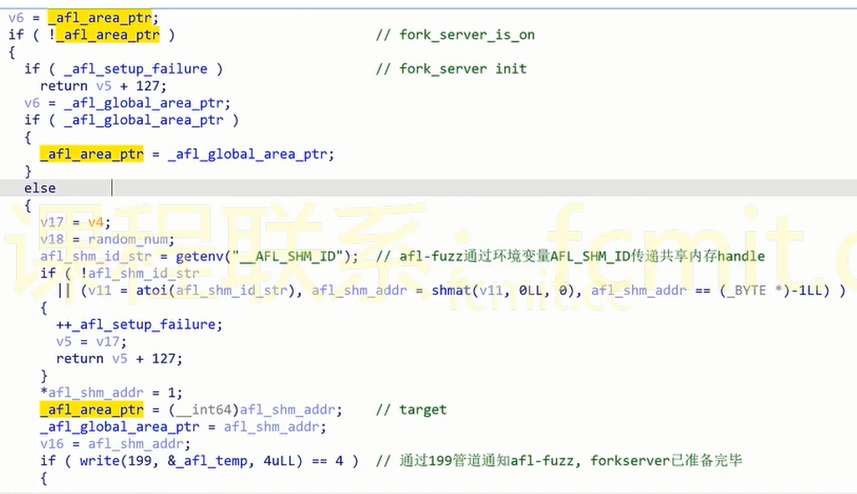 v6 = _afl_area_ptr;
if ( !_afl_area_ptr ) // fork_server_is_on
{
if ( _afl_setup_failure ) // fork_server init
return v5 + 127;
v6 = _afl_global_area_ptr;
if ( _afl_global_area_ptr )
{
_afl_area_ptr = _afl_global_area_ptr;
}
else
{
v17 = v4;
v18 = random_num;
afl_shm_id_str = getenv("__AFL_SHM_ID"); // afl-fuzz通过环境变量AFL_SHM_ID传递共享内存handle
if ( !afl_shm_id_str
|| (v11 = atoi(afl_shm_id_str), afl_shm_addr = shmat(v11, 0LL, 0), afl_shm_addr == (_BYTE *)-1LL) )
{
++_afl_setup_failure;
v5 = v17;
return v5 + 127;
}
*afl_shm_addr = 1;
_afl_area_ptr = (__int64)afl_shm_addr; // target
_afl_global_area_ptr = afl_shm_addr;
v16 = afl_shm_addr;
if ( write(199, &_afl_temp, 4uLL) == 4 ) // 通过199管道通知afl-fuzz, forkserver已准备完毕
{
课程联系：fcmit.c
fcmit.cc